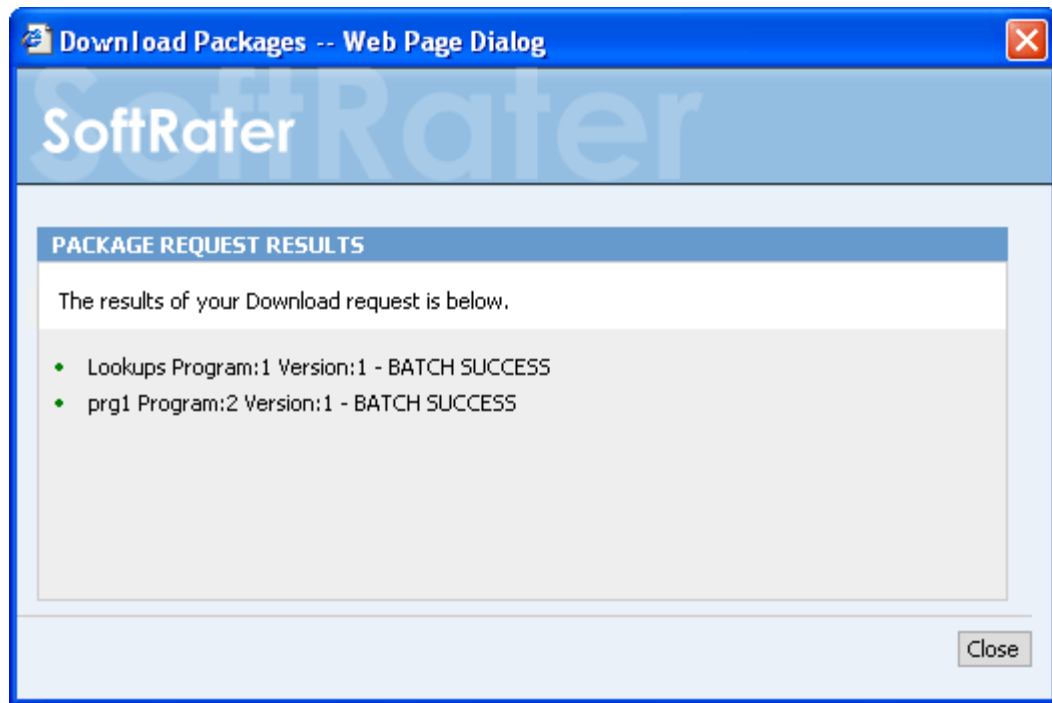 Download Packages -- Web Page Dialog
SoftRater
SoftRater
PACKAGE REQUEST RESULTS
The results of your Download request is below.
Lookups Program:1 Version:1 - BATCH SUCCESS
prg1 Program:2 Version:1 - BATCH SUCCESS
Close